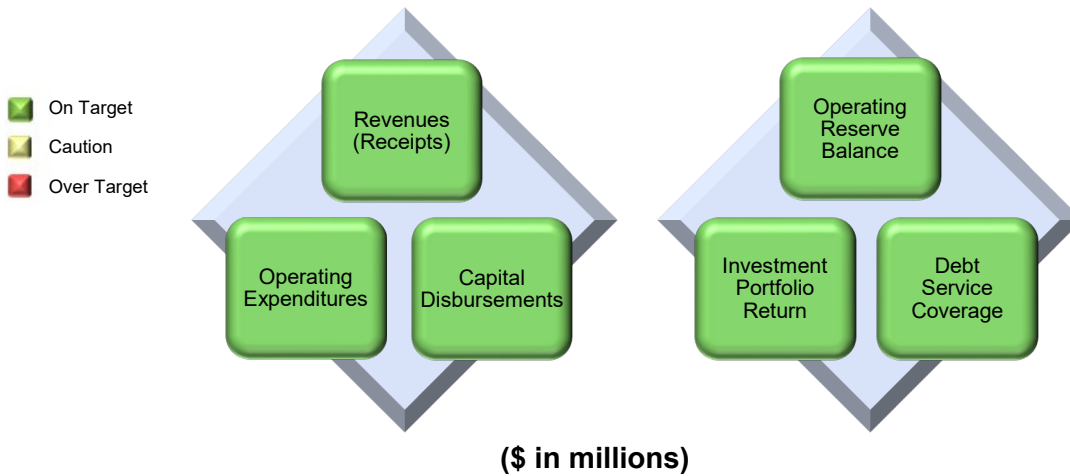 On Target
Caution
Over Target
Revenues
(Receipts)
Operating
Expenditures
Capital
Disbursements
Operating
Reserve
Balance
Investment
Portfolio
Return
Debt
Service
Coverage
($ in millions)